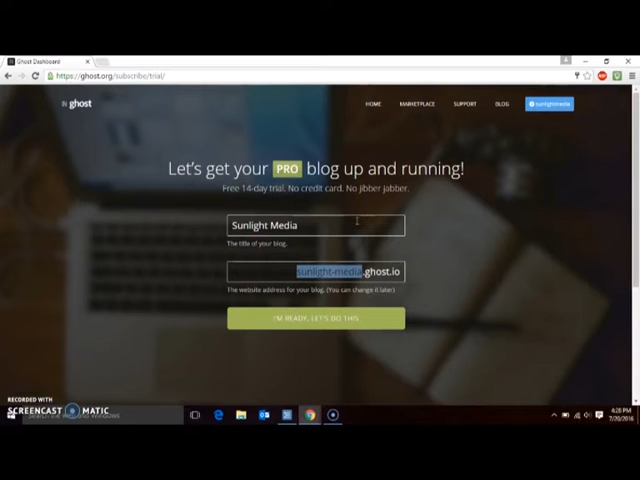 Ghost Dashboard
https://ghost.org/subscribe/trial/
ghost
HOME
MARKETPLACE
SUPPORT
BLOG
sunlightmedia
Let's get your PRO blog up and running!
Free 14-day trial. No credit card. No jibber jabber.
Sunlight Media
The title of your blog.
sunlight-media.ghost.io
The website address for your blog. (You can change it later)
I'M READY, LET'S DO THIS
RECORDED WITH
SCREENCAST MATIC
4:28 PM
7/20/2016